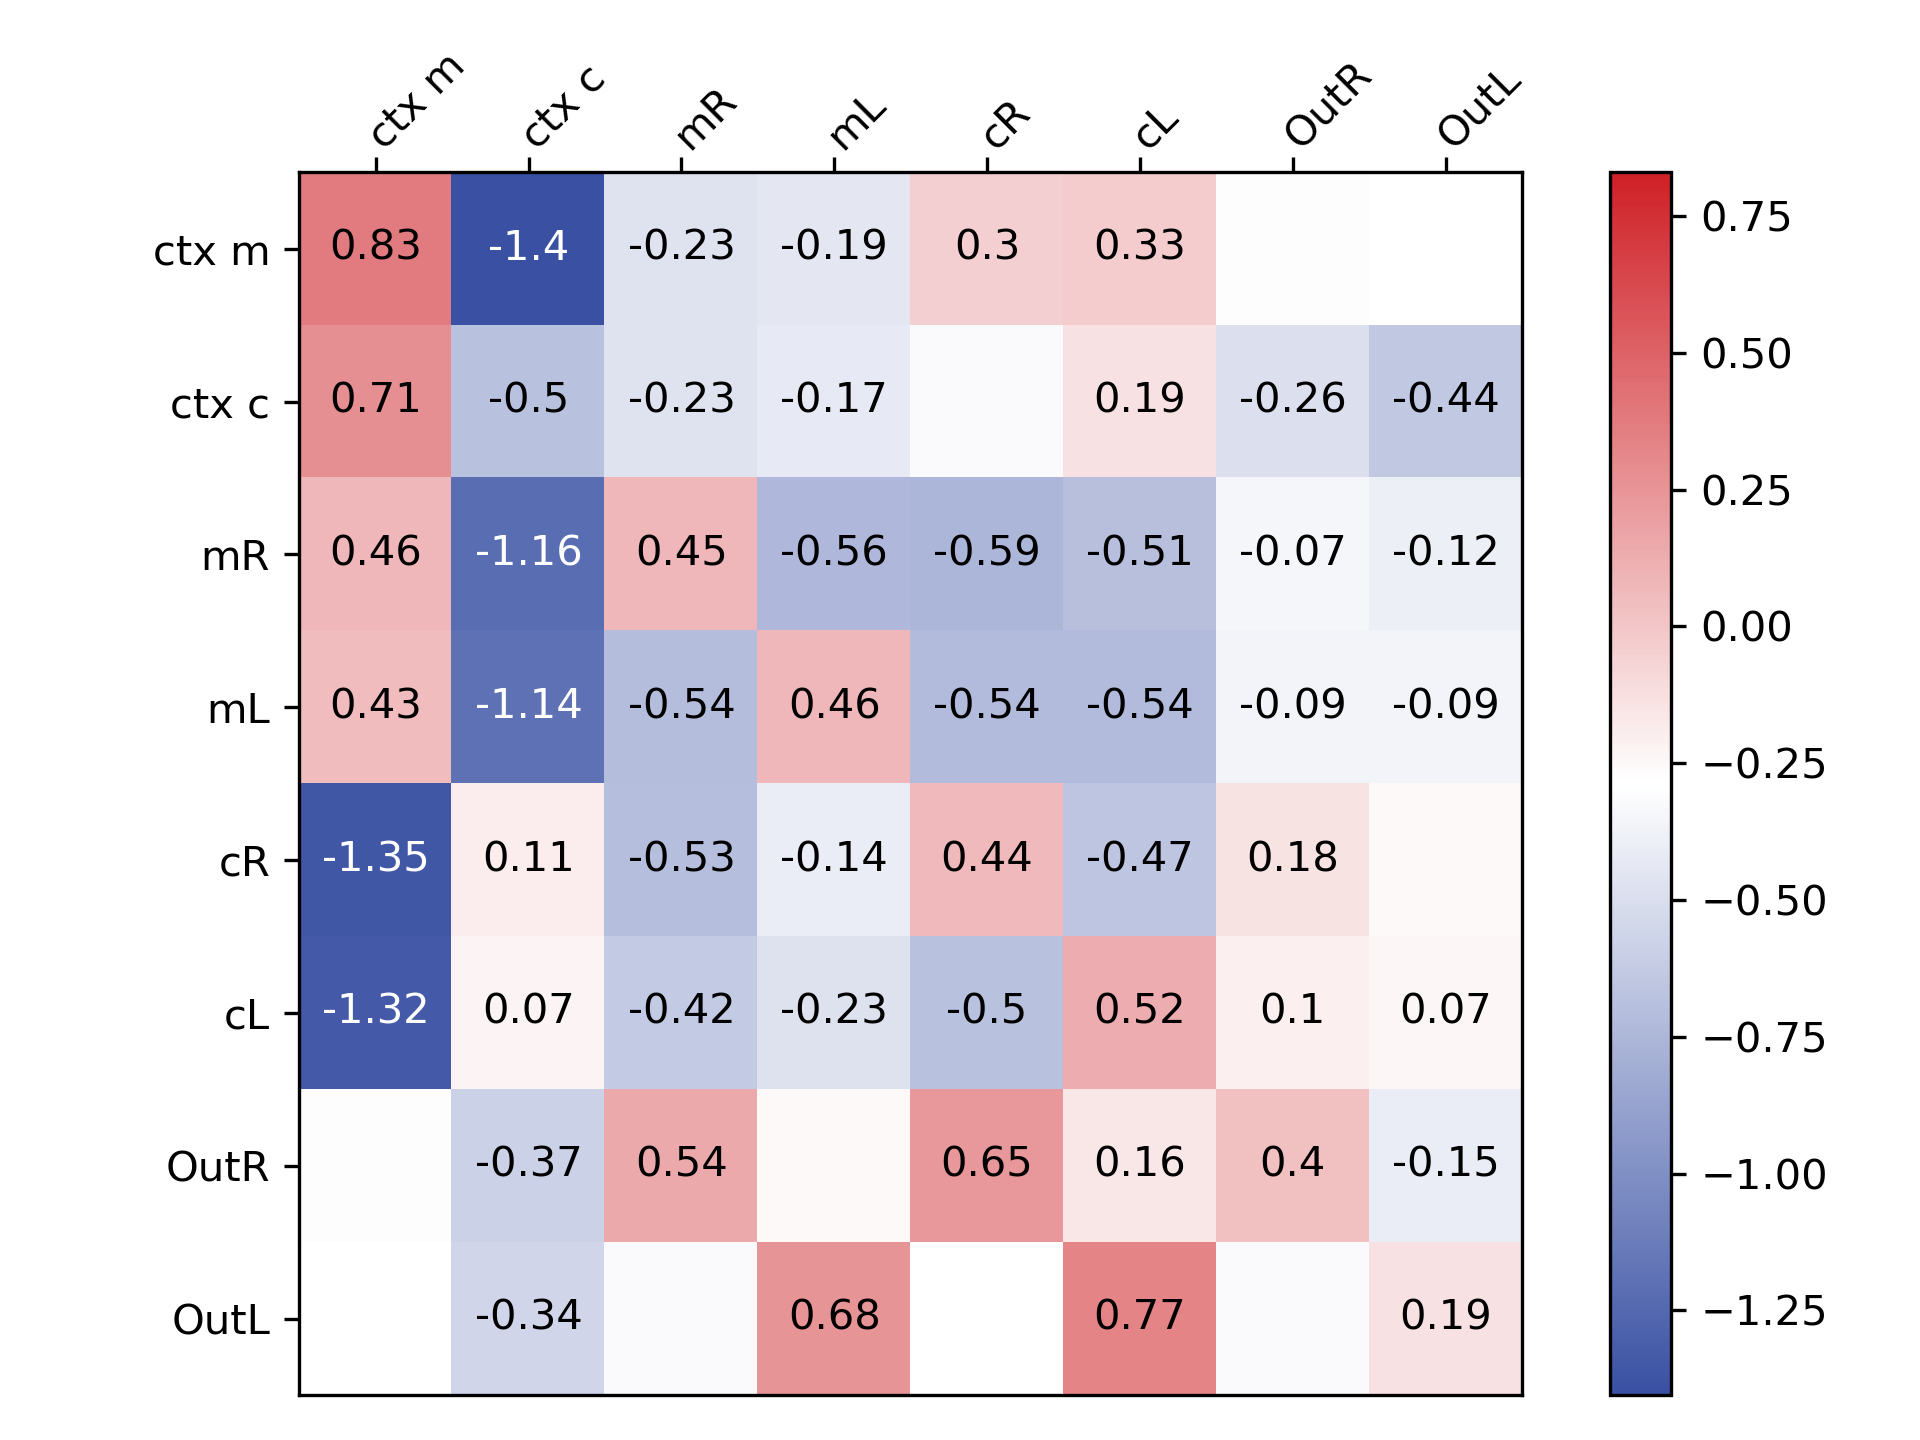 ctx m ctx c mR mL cR cL OutR OutL
ctx m 0.83 -1.4 -0.23 -0.19 0.3 0.33
ctx c 0.71 -0.5 -0.23 -0.17 0.19 -0.26 -0.44
mR 0.46 -1.16 0.45 -0.56 -0.59 -0.51 -0.07 -0.12
mL 0.43 -1.14 -0.54 0.46 -0.54 -0.54 -0.09 -0.09
cR -1.35 0.11 -0.53 -0.14 0.44 -0.47 0.18
cL -1.32 0.07 -0.42 -0.23 -0.5 0.52 0.1 0.07
OutR -0.37 0.54 0.65 0.16 0.4 -0.15
OutL -0.34 0.68 0.77 0.19
0.75
0.50
0.25
0.00
−0.25
−0.50
−0.75
−1.00
−1.25